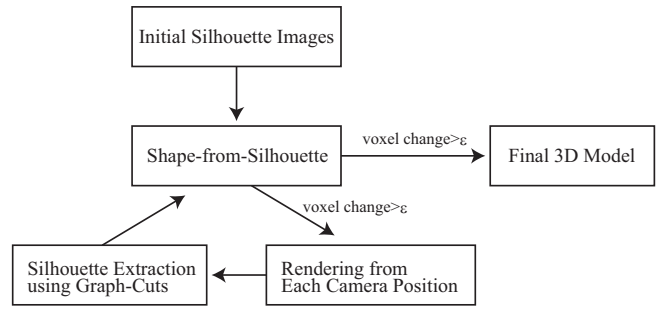 Initial Silhouette Images
Shape-from-Silhouette
voxel change>ε
Final 3D Model
voxel change>ε
Silhouette Extraction
using Graph-Cuts
Rendering from
Each Camera Position